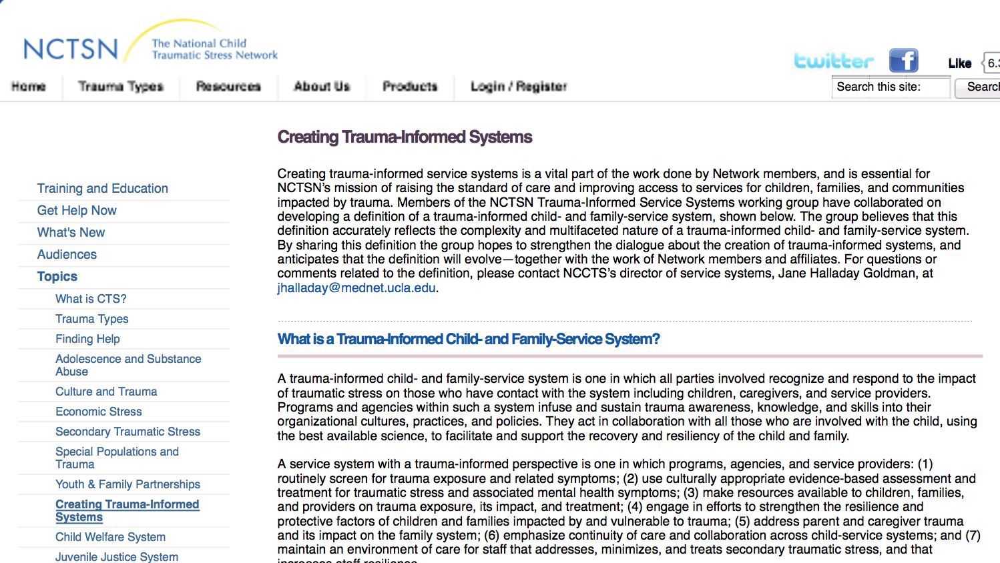 NCTSN
The National Child
Traumatic Stress Network
twitter
f
Like
Home
Trauma Types
Resources
About Us
Products
Login / Register
Search this site:
Training and Education
Get Help Now
What's New
Audiences
Topics
What is CTS?
Trauma Types
Finding Help
Adolescence and Substance
Abuse
Culture and Trauma
Economic Stress
Secondary Traumatic Stress
Special Populations and
Trauma
Youth & Family Partnerships
Creating Trauma-Informed
Systems
Child Welfare System
Juvenile Justice System
Creating Trauma-Informed Systems
Creating trauma-informed service systems is a vital part of the work done by Network members, and is essential for
NCTSN’s mission of raising the standard of care and improving access to services for children, families, and communities
impacted by trauma. Members of the NCTSN Trauma-Informed Service Systems working group have collaborated on
developing a definition of a trauma-informed child- and family-service system, shown below. The group believes that this
definition accurately reflects the complexity and multifaceted nature of a trauma-informed child- and family-service system.
By sharing this definition the group hopes to strengthen the dialogue about the creation of trauma-informed systems, and
anticipates that the definition will evolve—together with the work of Network members and affiliates. For questions or
comments related to the definition, please contact NCCTS’s director of service systems, Jane Halladay Goldman, at
jhalladay@mednet.ucla.edu.
What is a Trauma-Informed Child- and Family-Service System?
A trauma-informed child- and family-service system is one in which all parties involved recognize and respond to the impact
of traumatic stress on those who have contact with the system including children, caregivers, and service providers.
Programs and agencies within such a system infuse and sustain trauma awareness, knowledge, and skills into their
organizational cultures, practices, and policies. They act in collaboration with all those who are involved with the child, using
the best available science, to facilitate and support the recovery and resiliency of the child and family.
A service system with a trauma-informed perspective is one in which programs, agencies, and service providers: (1)
routinely screen for trauma exposure and related symptoms; (2) use culturally appropriate evidence-based assessment and
treatment for traumatic stress and associated mental health symptoms; (3) make resources available to children, families,
and providers on trauma exposure, its impact, and treatment; (4) engage in efforts to strengthen the resilience and
protective factors of children and families impacted by and vulnerable to trauma; (5) address parent and caregiver trauma
and its impact on the family system; (6) emphasize continuity of care and collaboration across child-service systems; and (7)
maintain an environment of care for staff that addresses, minimizes, and treats secondary traumatic stress, and that